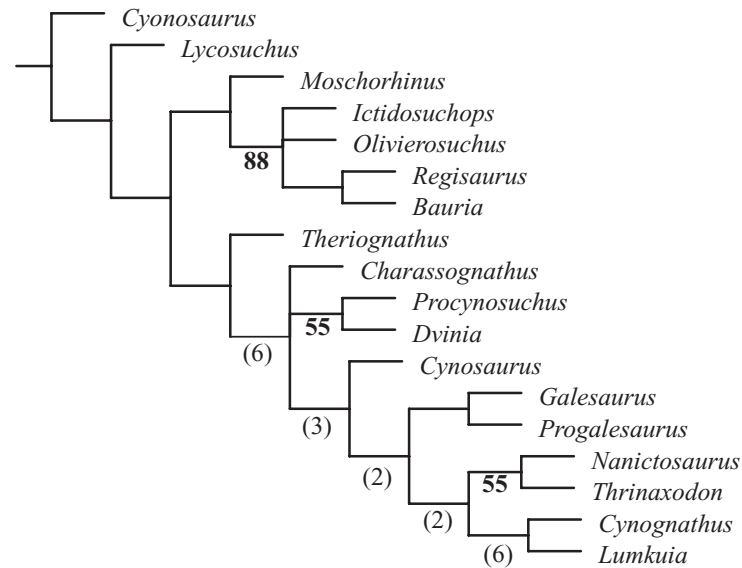 Cyonosaurus
Lycosuchus
Moschorhinus
Ictidosuchops
Olivierosuchus
88
Regisaurus
Bauria
Theriognathus
Charassognathus
Procynosuchus
55
Dvinia
(6)
Cynosaurus
Galesaurus
(3)
Progalesaurus
Nanictosaurus
(2)
55
Thrinaxodon
(2)
Cynognathus
(6)
Lumkuia